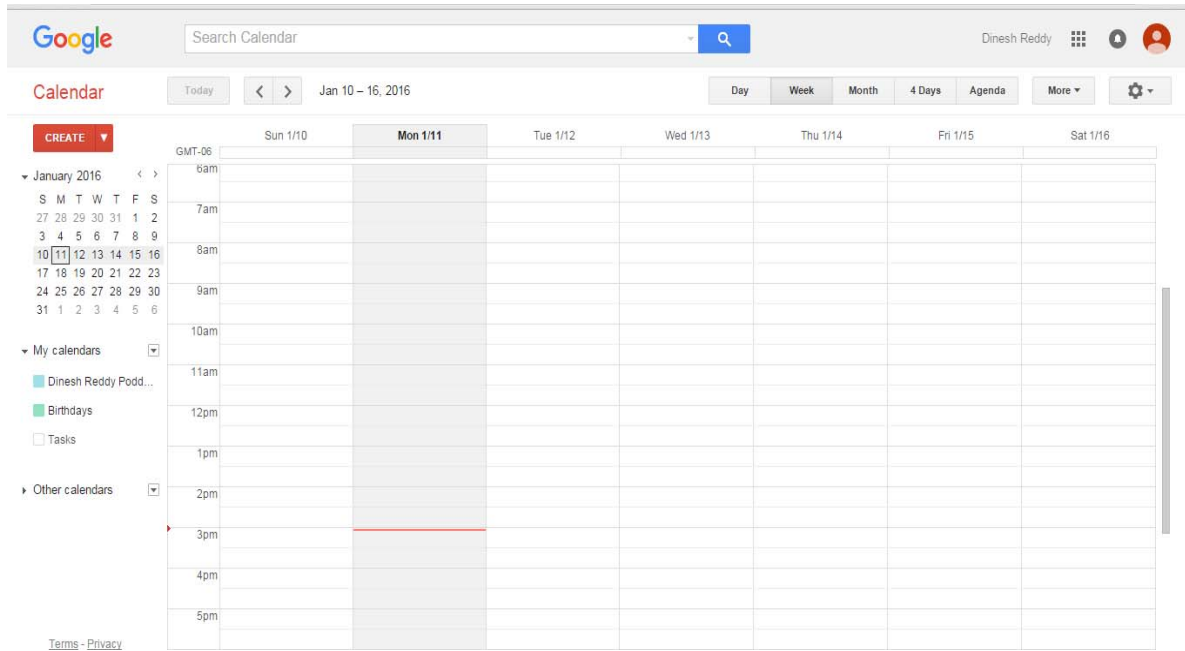 Google Search Calendar Dinesh Reddy
Calendar Today < > Jan 10 – 16, 2016 Day Week Month 4 Days Agenda More
CREATE
Sun 1/10 Mon 1/11 Tue 1/12 Wed 1/13 Thu 1/14 Fri 1/15 Sat 1/16
GMT-06
January 2016 < >
S M T W T F S
27 28 29 30 31 1 2
3 4 5 6 7 8 9
10 11 12 13 14 15 16
17 18 19 20 21 22 23
24 25 26 27 28 29 30
31 1 2 3 4 5 6
My calendars
Dinesh Reddy Podd...
Birthdays
Tasks
Other calendars
6am
7am
8am
9am
10am
11am
12pm
1pm
2pm
3pm
4pm
5pm
Terms - Privacy